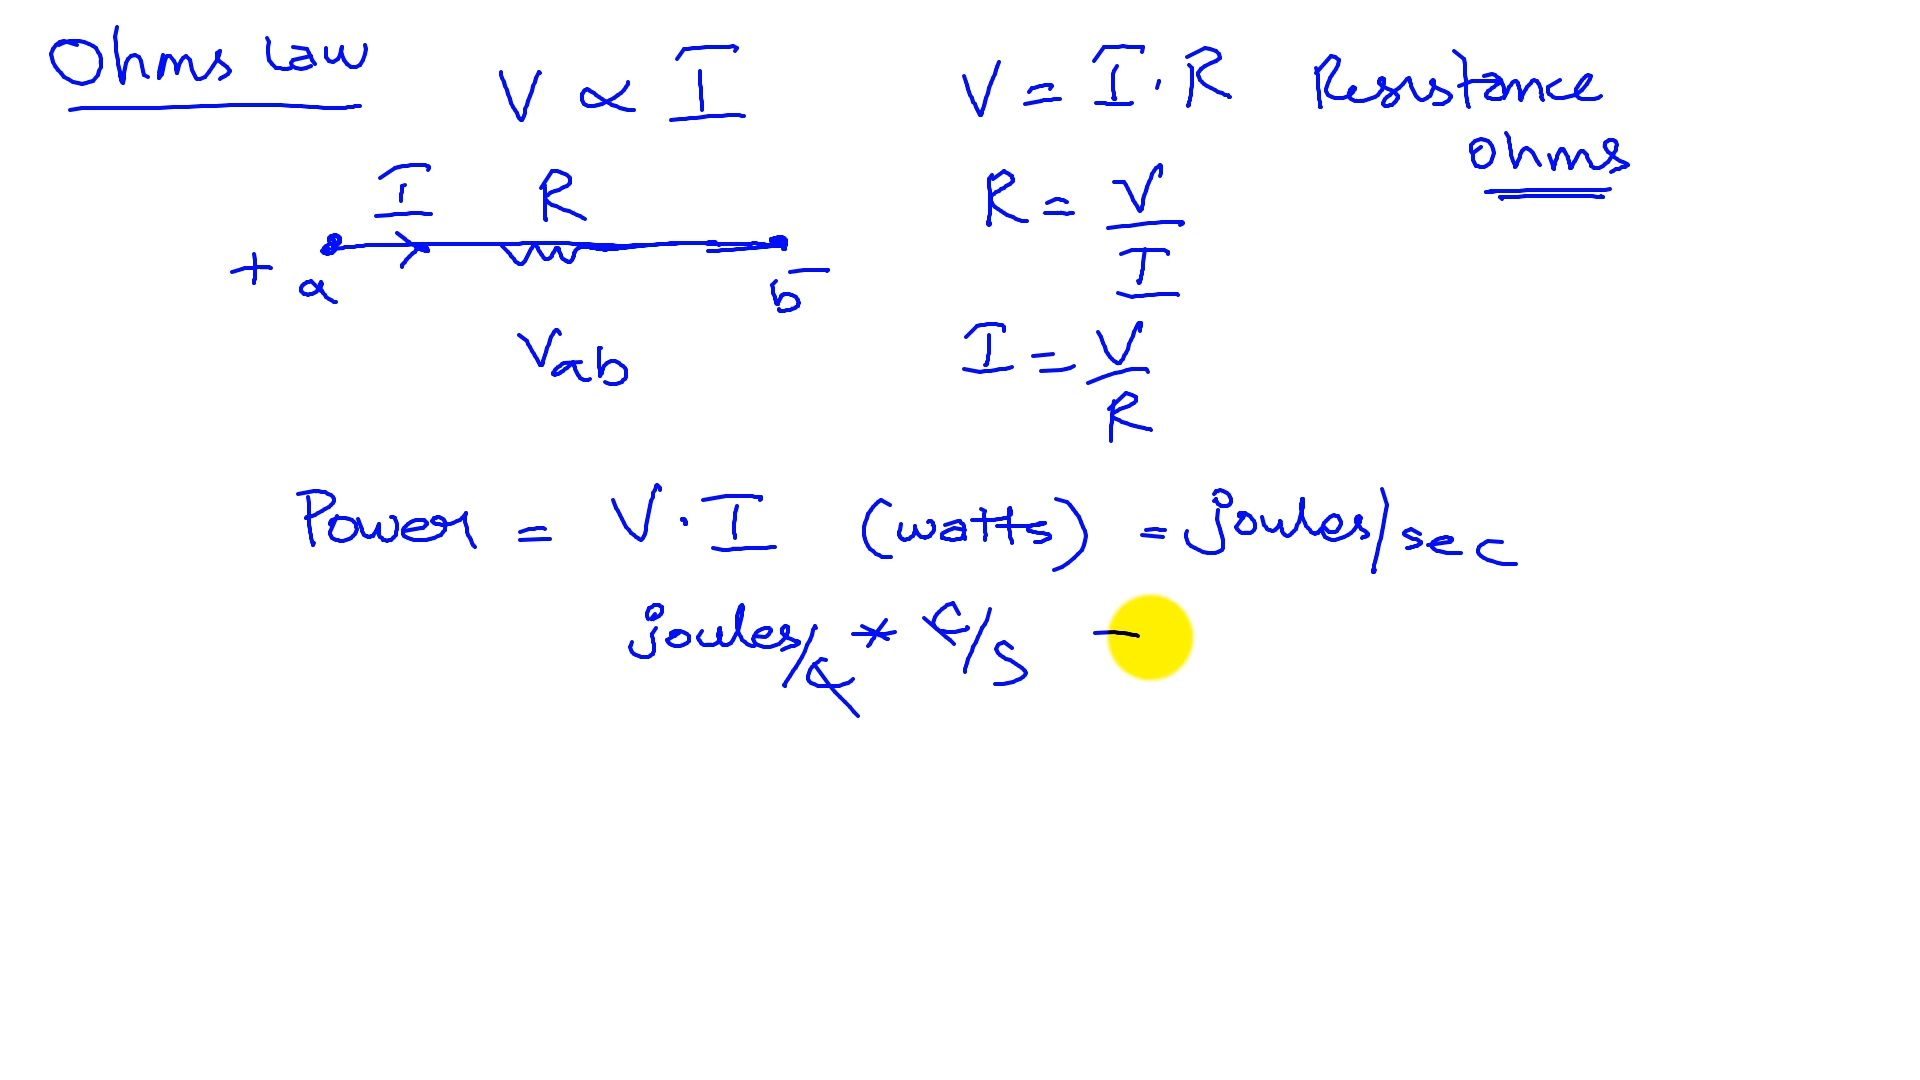 Ohms Law
V ∝ I
V = I · R Resistance
ohms
I R
+ a b -
Vab
R = V/I
I = V/R
Power = V · I (watts) = joules/sec
joules/C * C/S =